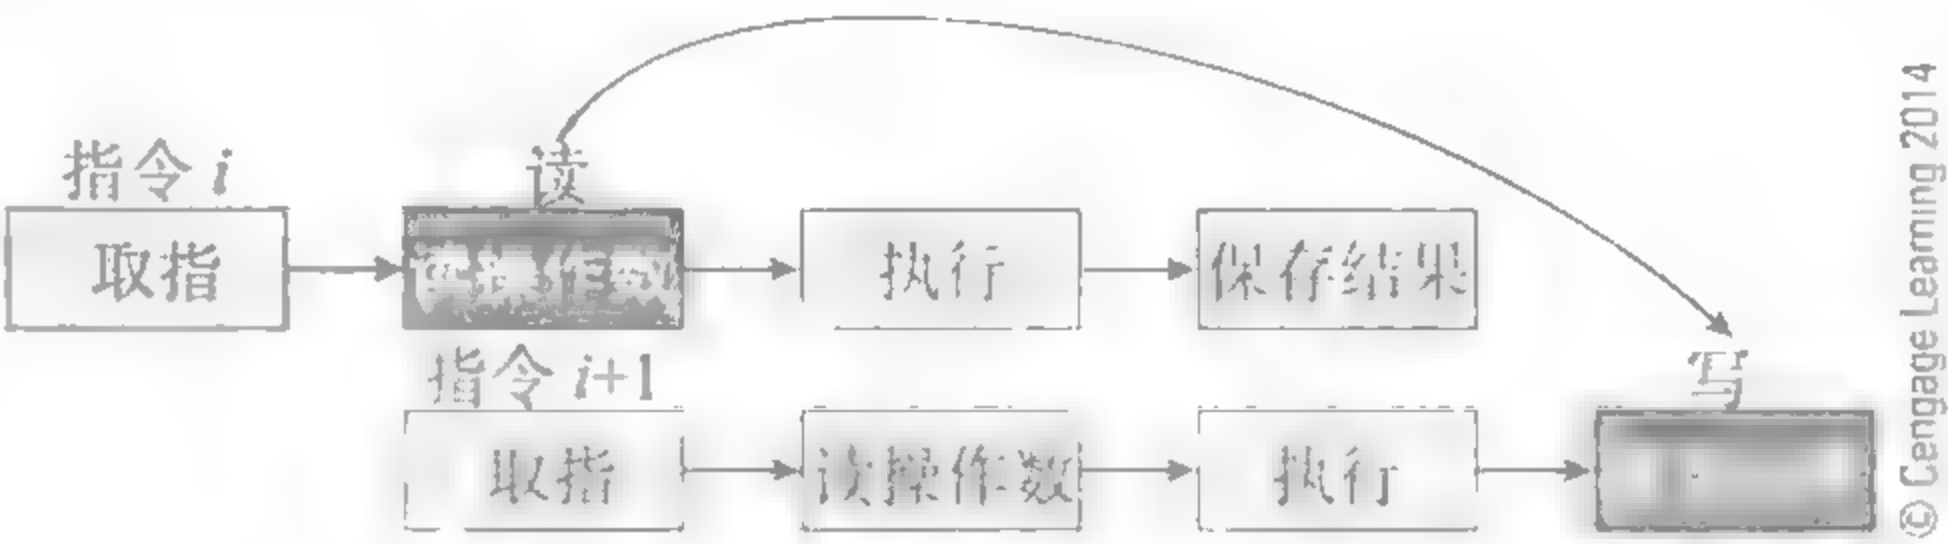 指令 i
读
取指
执行
保存结果
指令 i+1
写
取指
读操作数
执行
© Cengage Learning 2014